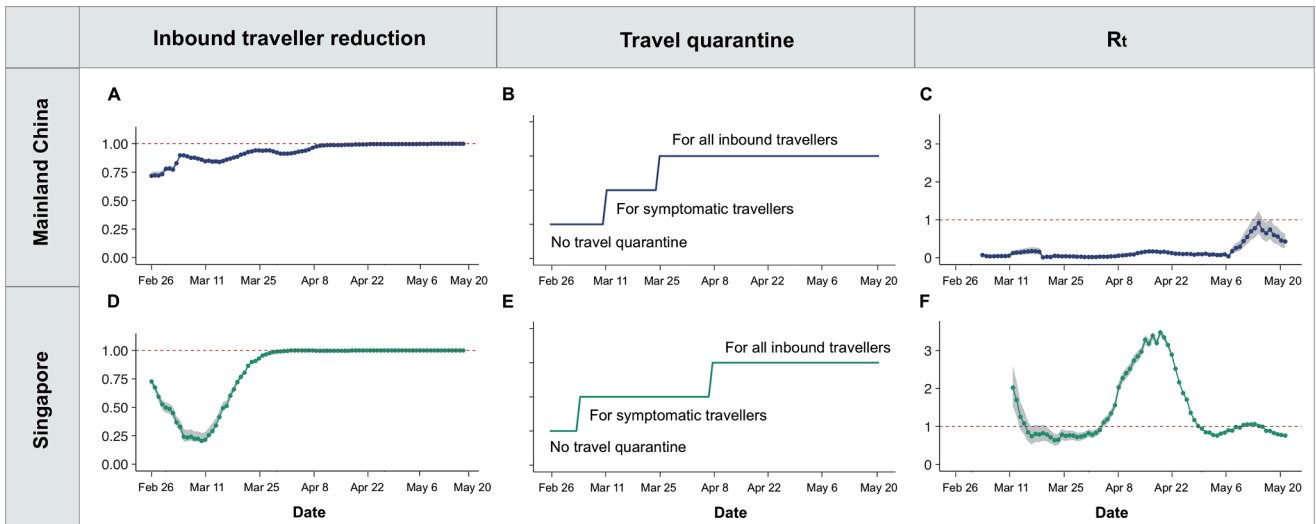 Inbound traveller reduction
Travel quarantine
Rt
Mainland China
A
1.00
0.75
0.50
0.25
0.00
Feb 26 Mar 11 Mar 25 Apr 8 Apr 22 May 6 May 20
B
For all inbound travellers
For symptomatic travellers
No travel quarantine
Feb 26 Mar 11 Mar 25 Apr 8 Apr 22 May 6 May 20
C
3
2
1
0
Feb 26 Mar 11 Mar 25 Apr 8 Apr 22 May 6 May 20
Singapore
D
1.00
0.75
0.50
0.25
0.00
Feb 26 Mar 11 Mar 25 Apr 8 Apr 22 May 6 May 20
Date
E
For all inbound travellers
For symptomatic travellers
No travel quarantine
Feb 26 Mar 11 Mar 25 Apr 8 Apr 22 May 6 May 20
Date
F
3
2
1
0
Feb 26 Mar 11 Mar 25 Apr 8 Apr 22 May 6 May 20
Date